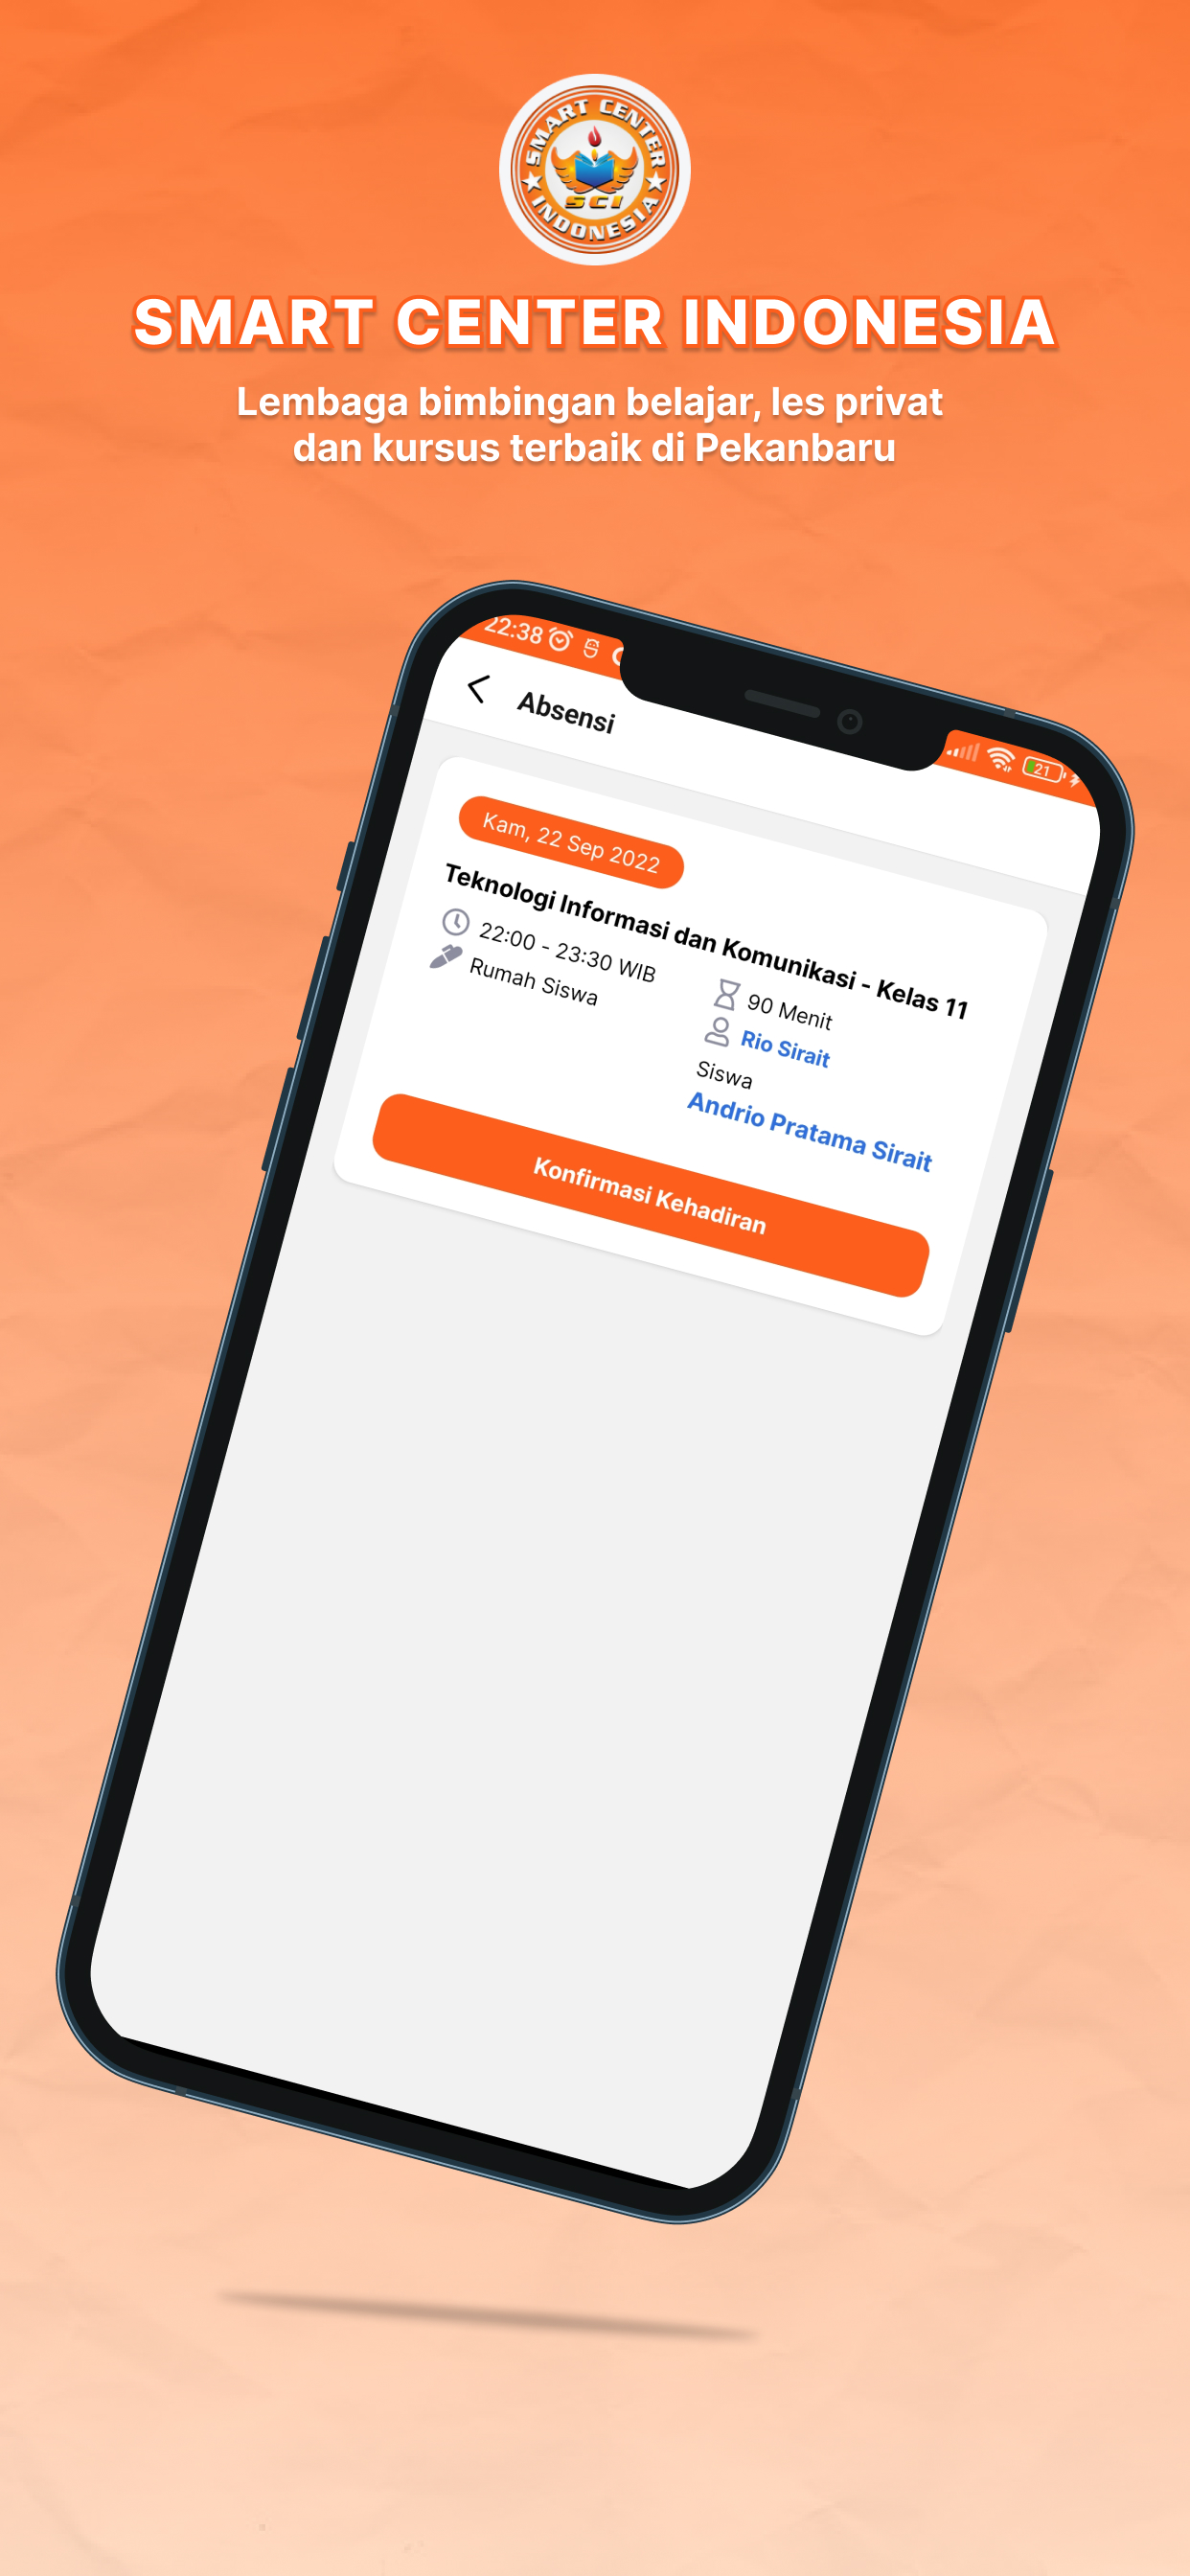 SMART CENTER
SCI
INDONESIA
SMART CENTER INDONESIA
Lembaga bimbingan belajar, les privat
dan kursus terbaik di Pekanbaru
22:38
21
Absensi
Kam, 22 Sep 2022
Teknologi Informasi dan Komunikasi - Kelas 11
22:00 - 23:30 WIB
90 Menit
Rumah Siswa
Rio Sirait
Siswa
Andrio Pratama Sirait
Konfirmasi Kehadiran